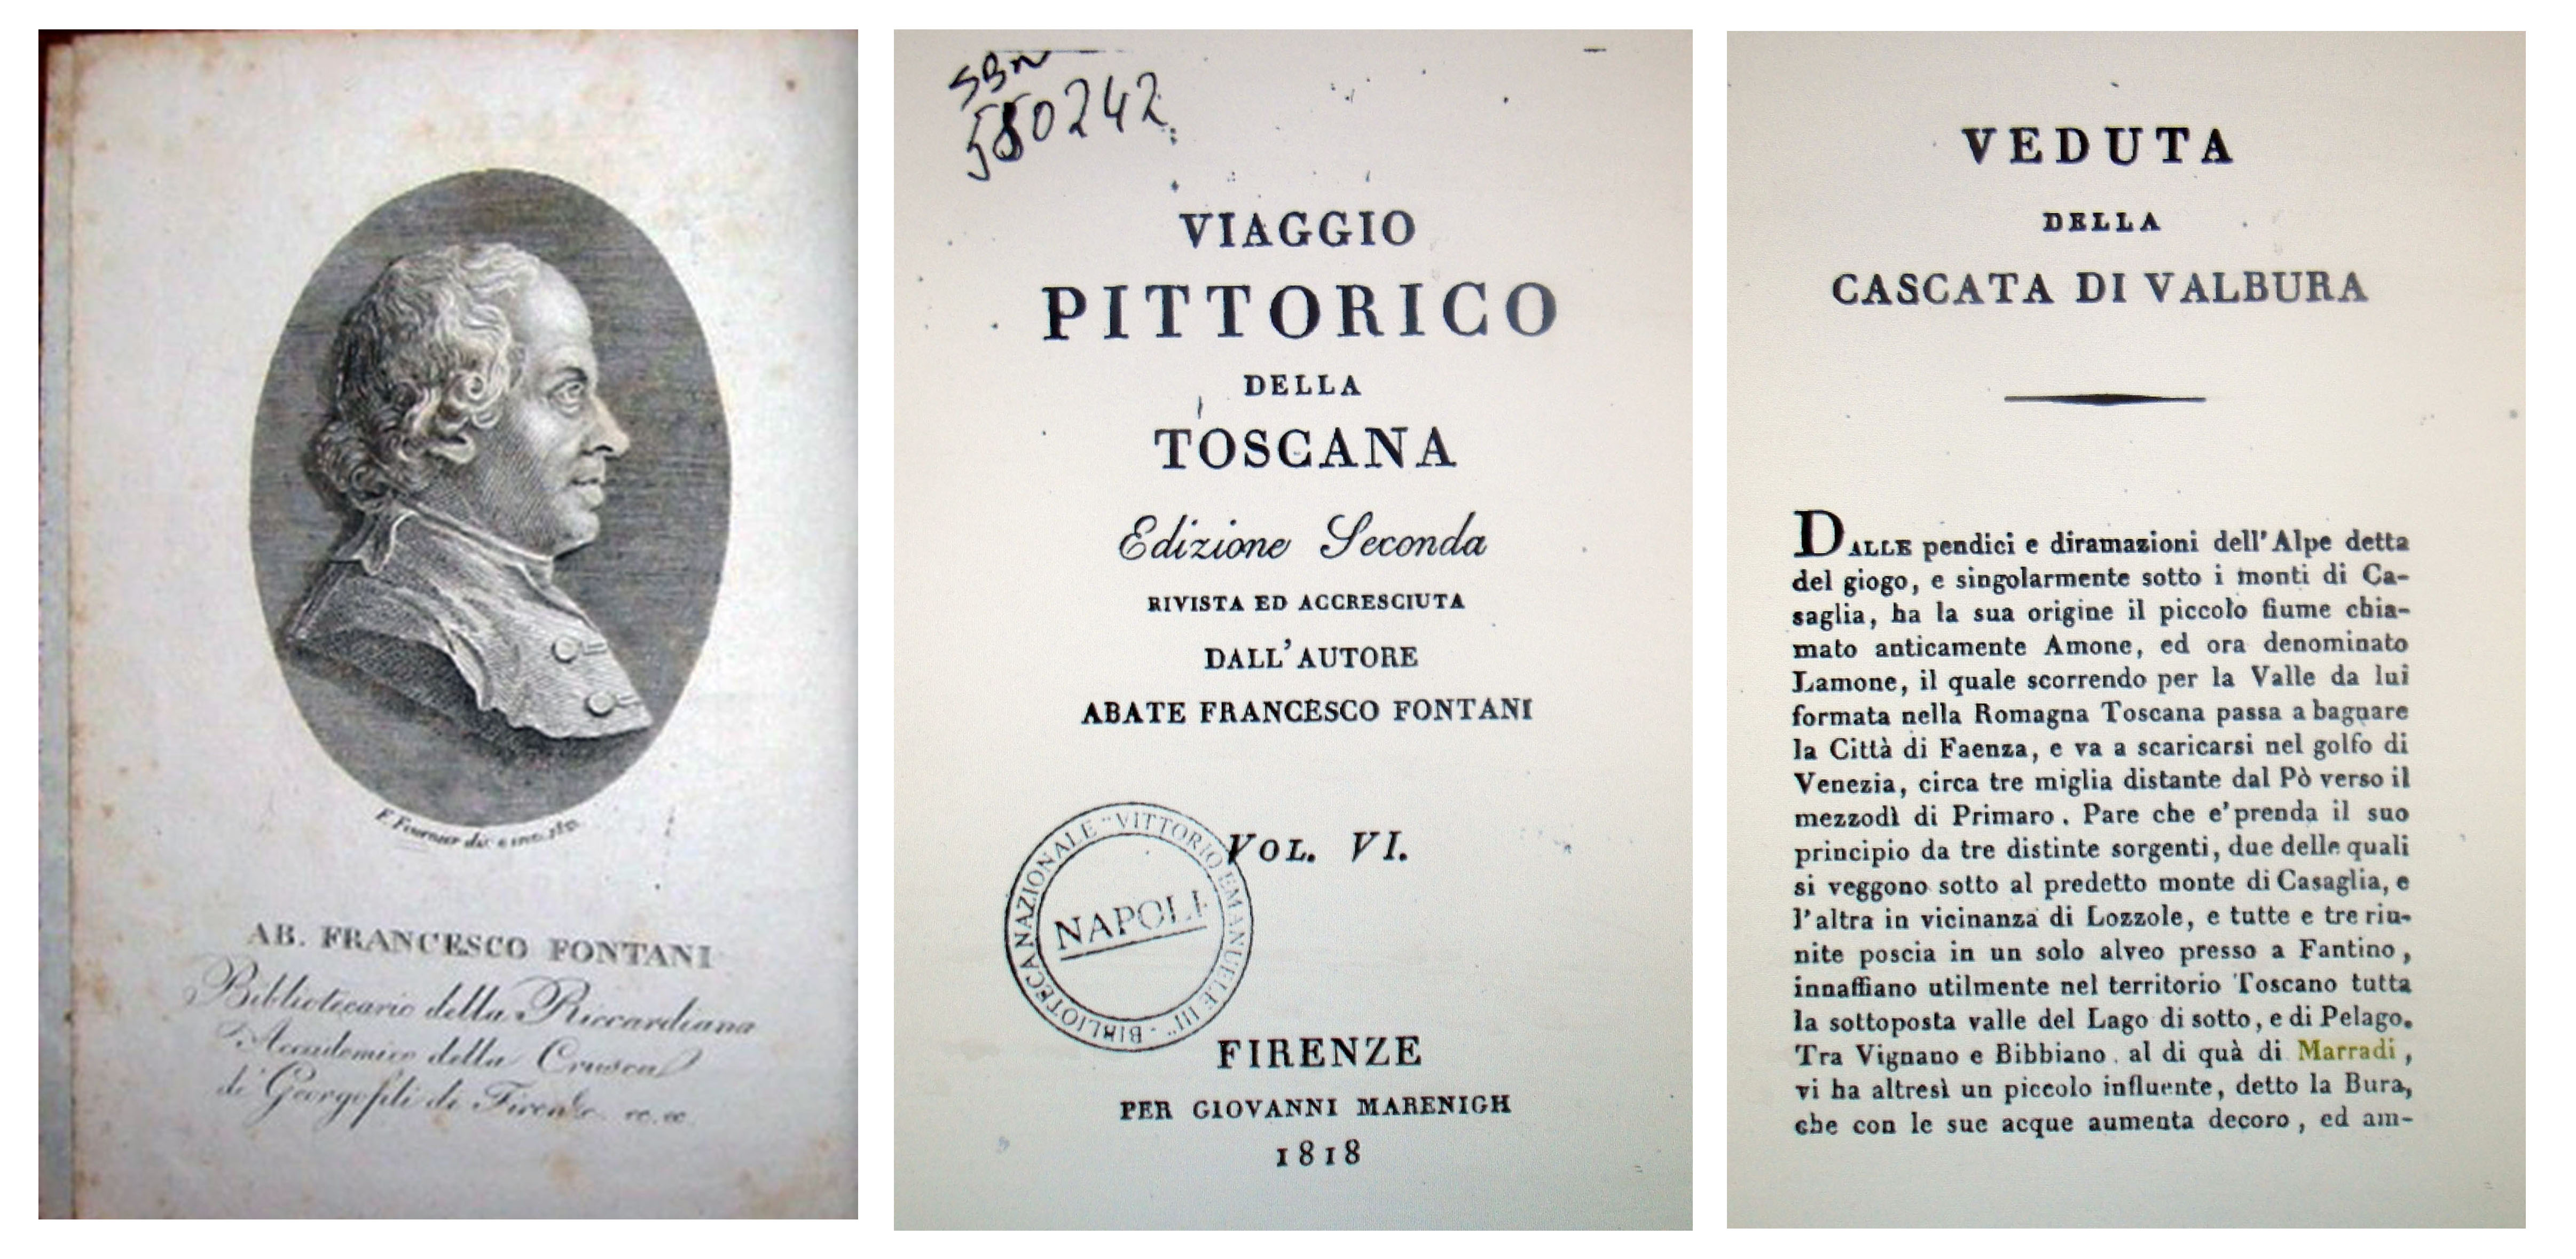 AB. FRANCESCO FONTANI
Bibliotecario della Riccardiana
Accademico della Crusca
de' Georgofili di Firenze ec. ec.
SBN
580242
VIAGGIO
PITTORICO
DELLA
TOSCANA
Edizione Seconda
RIVISTA ED ACCRESCIUTA
DALL'AUTORE
ABATE FRANCESCO FONTANI
VOL. VI.
BIBLIOTECA NAZIONALE "VITTORIO EMANUELE III"
NAPOLI
FIRENZE
PER GIOVANNI MARENIGH
1818
VEDUTA
DELLA
CASCATA DI VALBURA
DALLE pendici e diramazioni dell'Alpe detta
del giogo, e singolarmente sotto i monti di Ca-
saglia, ha la sua origine il piccolo fiume chia-
mato anticamente Amone, ed ora denominato
Lamone, il quale scorrendo per la Valle da lui
formata nella Romagna Toscana passa a bagnare
la Città di Faenza, e va a scaricarsi nel golfo di
Venezia, circa tre miglia distante dal Pò verso il
mezzodì di Primaro. Pare che e' prenda il suo
principio da tre distinte sorgenti, due delle quali
si veggono sotto al predetto monte di Casaglia, e
l'altra in vicinanza di Lozzole, e tutte e tre riu-
nite poscia in un solo alveo presso a Fantino,
innaffiano utilmente nel territorio Toscano tutta
la sottoposta valle del Lago di sotto, e di Pelago.
Tra Vignano e Bibbiano. al di quà di Marradi,
vi ha altresì un piccolo influente, detto la Bura,
che con le sue acque aumenta decoro, ed am-